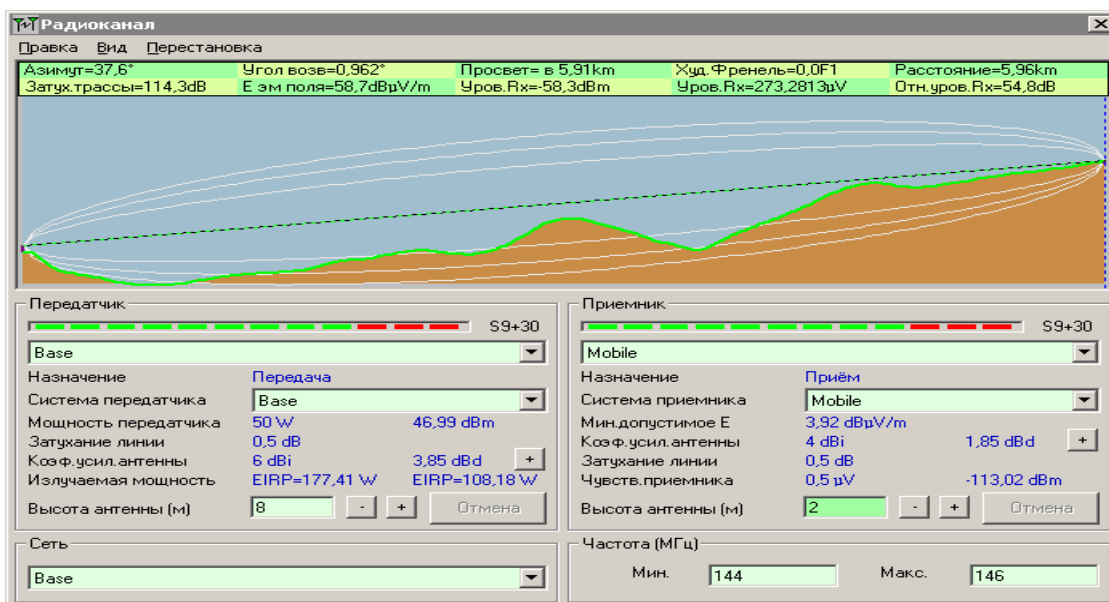 Радиоканал
Правка Вид Перестановка
Азимут=37,6° Угол возв=0,962° Просвет= в 5,91km Худ.Френель=0,0F1 Расстояние=5,96km
Затух.трассы=114,3dB E эм поля=58,7dBµV/m Уров.Rx=-58,3dBm Уров.Rx=273,2813µV Отн.уров.Rx=54,8dB
Передатчик
S9+30
Base
Назначение Передача
Система передатчика Base
Мощность передатчика 50 W 46,99 dBm
Затухание линии 0,5 dB
Коэф.усил.антенны 6 dBi 3,85 dBd +
Излучаемая мощность EIRP=177,41 W EIRP=108,18 W
Высота антенны (м) 8 - + Отмена
Сеть
Base
Приемник
S9+30
Mobile
Назначение Приём
Система приемника Mobile
Мин.допустимое E 3,92 dBµV/m
Коэф.усил.антенны 4 dBi 1,85 dBd +
Затухание линии 0,5 dB
Чувств.приемника 0,5 µV -113,02 dBm
Высота антенны (м) 2 - + Отмена
Частота (МГц)
Мин. 144 Макс. 146